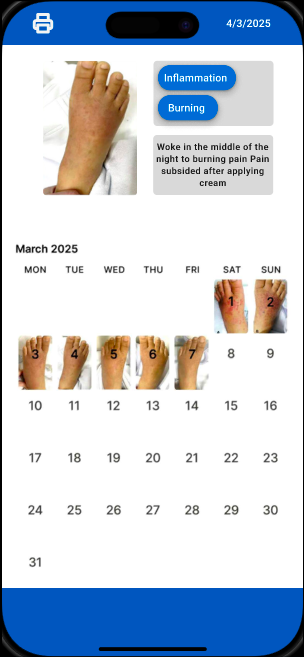 4/3/2025
Inflammation
Burning
Woke in the middle of the
night to burning pain Pain
subsided after applying
cream
March 2025
MON TUE WED THU FRI SAT SUN
1 2
3 4 5 6 7 8 9
10 11 12 13 14 15 16
17 18 19 20 21 22 23
24 25 26 27 28 29 30
31